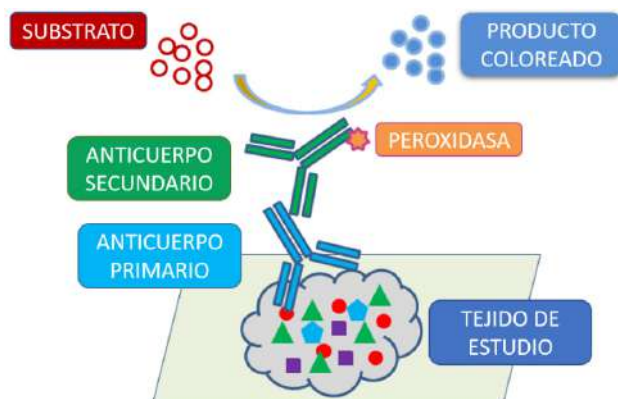 SUBSTRATO
PRODUCTO
COLOREADO
PEROXIDASA
ANTICUERPO
SECUNDARIO
ANTICUERPO
PRIMARIO
TEJIDO DE
ESTUDIO